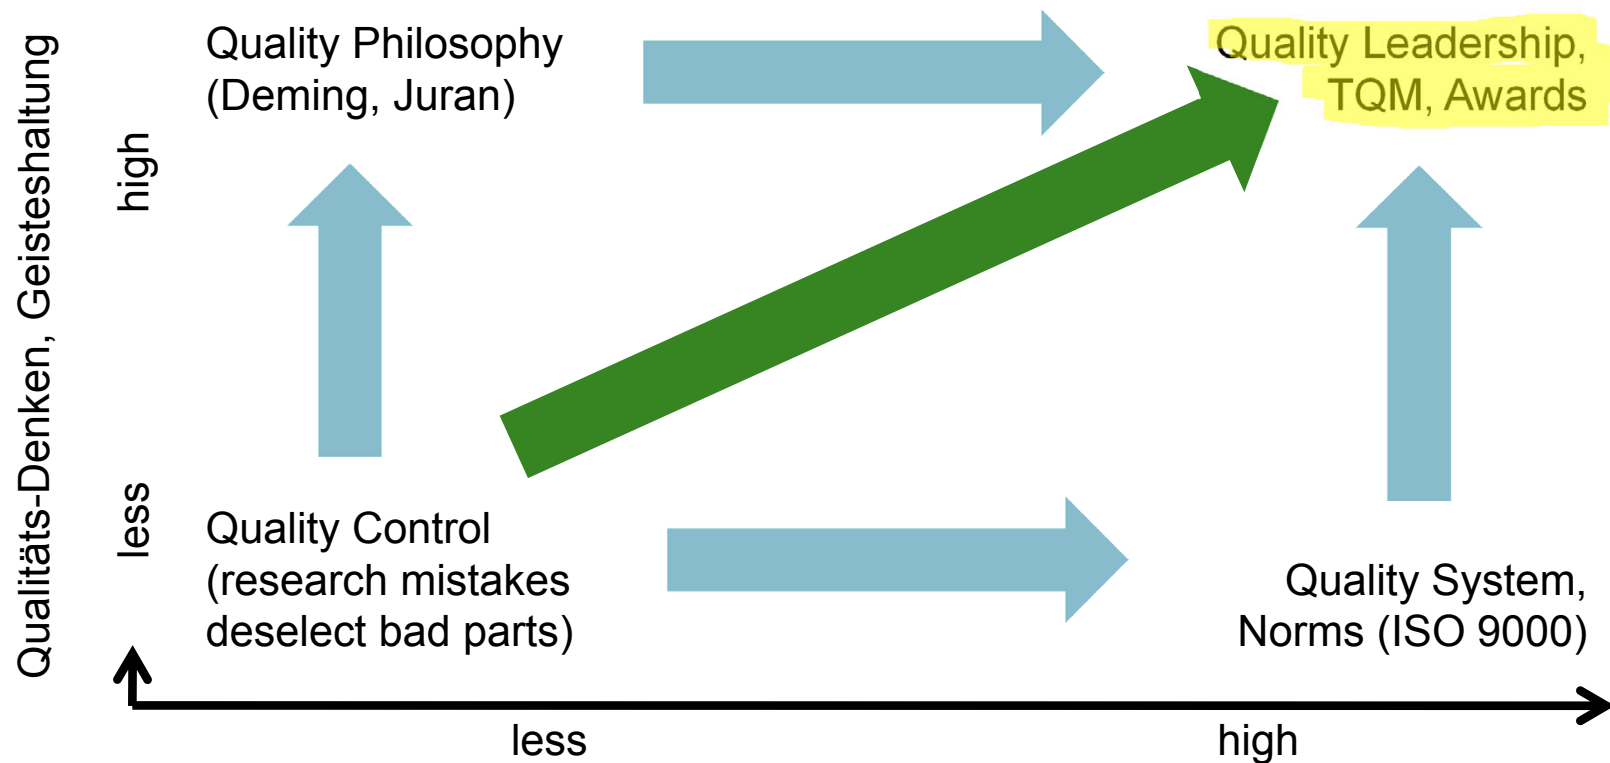 Qualitäts-Denken, Geisteshaltung
high
less
Quality Philosophy
(Deming, Juran)
Quality Leadership,
TQM, Awards
Quality Control
(research mistakes
deselect bad parts)
Quality System,
Norms (ISO 9000)
less
high